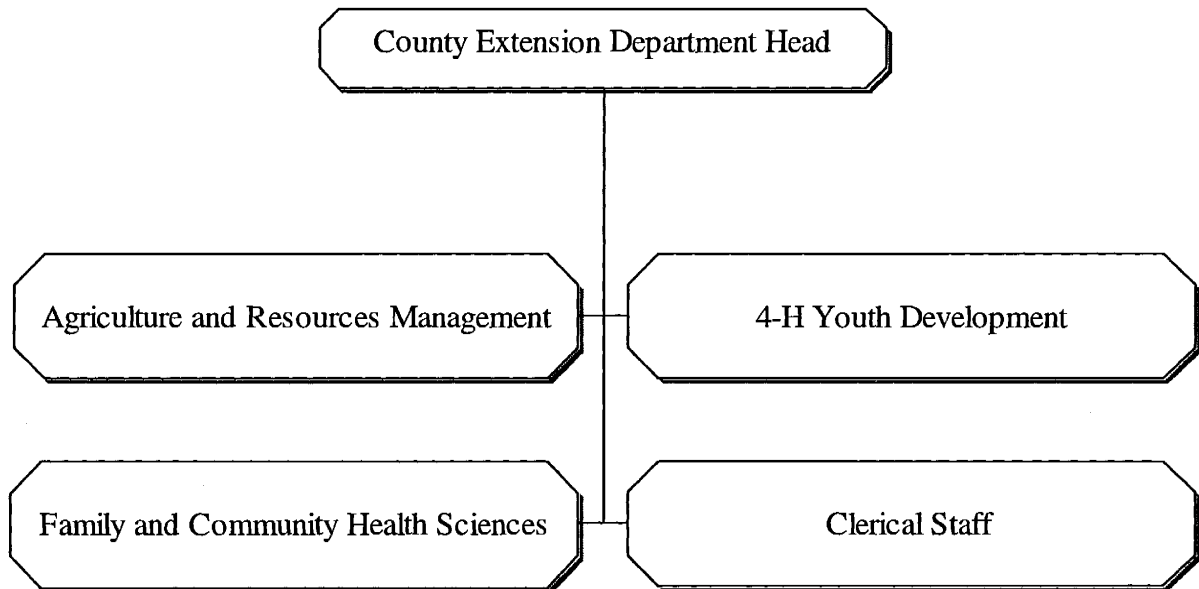 County Extension Department Head
Agriculture and Resources Management
4-H Youth Development
Family and Community Health Sciences
Clerical Staff